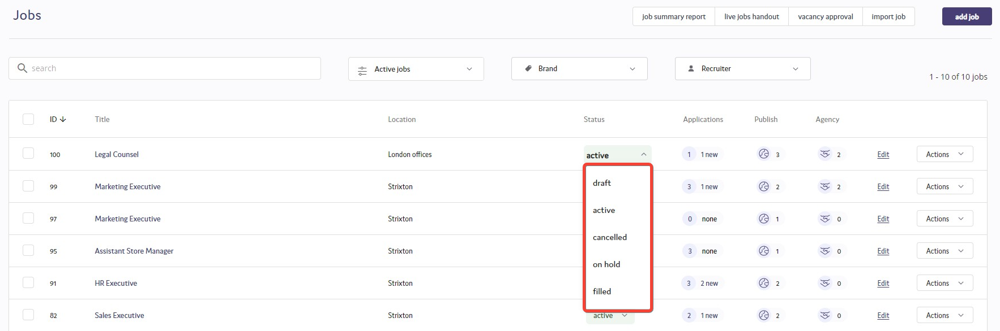 Jobs
job summary report live jobs handout vacancy approval import job add job
search Active jobs Brand Recruiter
1 - 10 of 10 jobs
ID Title Location Status Applications Publish Agency
100 Legal Counsel London offices active 1 1 new 3 2 Edit Actions
draft
99 Marketing Executive Strixton 3 1 new 2 2 Edit Actions
active
97 Marketing Executive Strixton 0 none 1 0 Edit Actions
cancelled
95 Assistant Store Manager Strixton 3 none 1 0 Edit Actions
on hold
91 HR Executive Strixton 3 2 new 2 0 Edit Actions
filled
82 Sales Executive Strixton active 2 1 new 2 0 Edit Actions